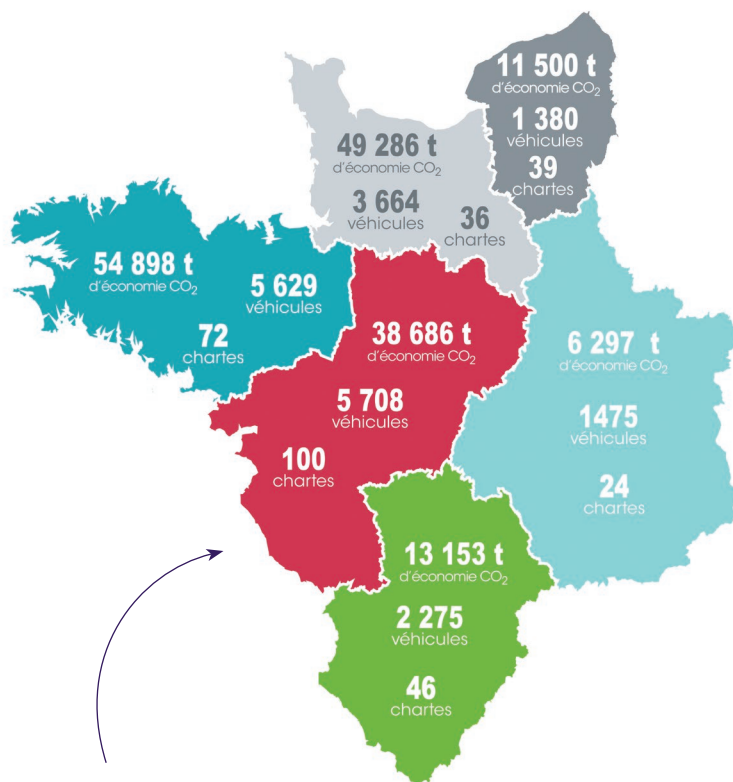 11 500 t
d'économie CO₂
1 380
véhicules
39
chartes
49 286 t
d'économie CO₂
3 664
véhicules
36
chartes
54 898 t
d'économie CO₂
5 629
véhicules
72
chartes
38 686 t
d'économie CO₂
5 708
véhicules
100
chartes
6 297 t
d'économie CO₂
1475
véhicules
24
chartes
13 153 t
d'économie CO₂
2 275
véhicules
46
chartes